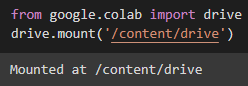 from google.colab import drive
drive.mount('/content/drive')
Mounted at /content/drive